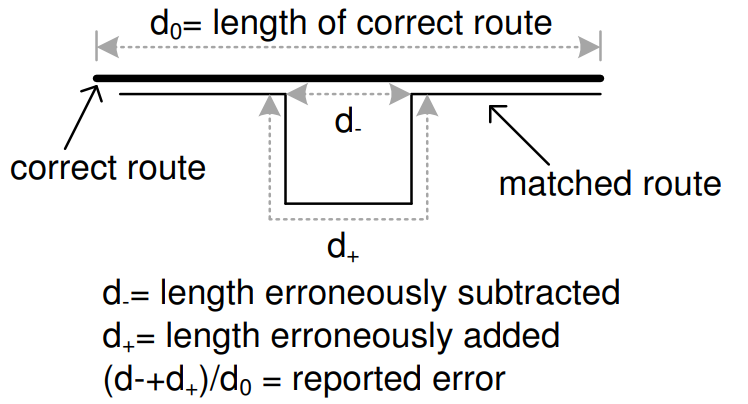 d₀= length of correct route
d₋
correct route
matched route
d₊
d₋= length erroneously subtracted
d₊= length erroneously added
(d-+d₊)/d₀ = reported error